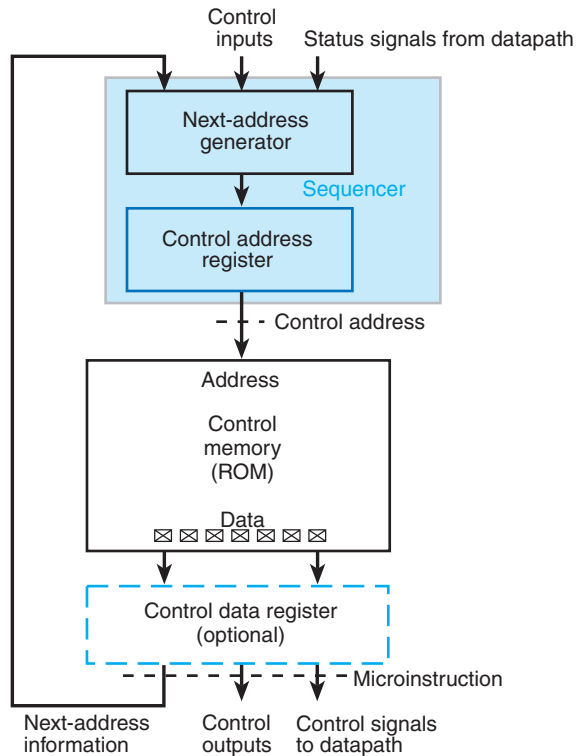 Control
inputs
Status signals from datapath
Next-address
generator
Sequencer
Control address
register
Control address
Address
Control
memory
(ROM)
Data
Control data register
(optional)
Microinstruction
Next-address
information
Control
outputs
Control signals
to datapath